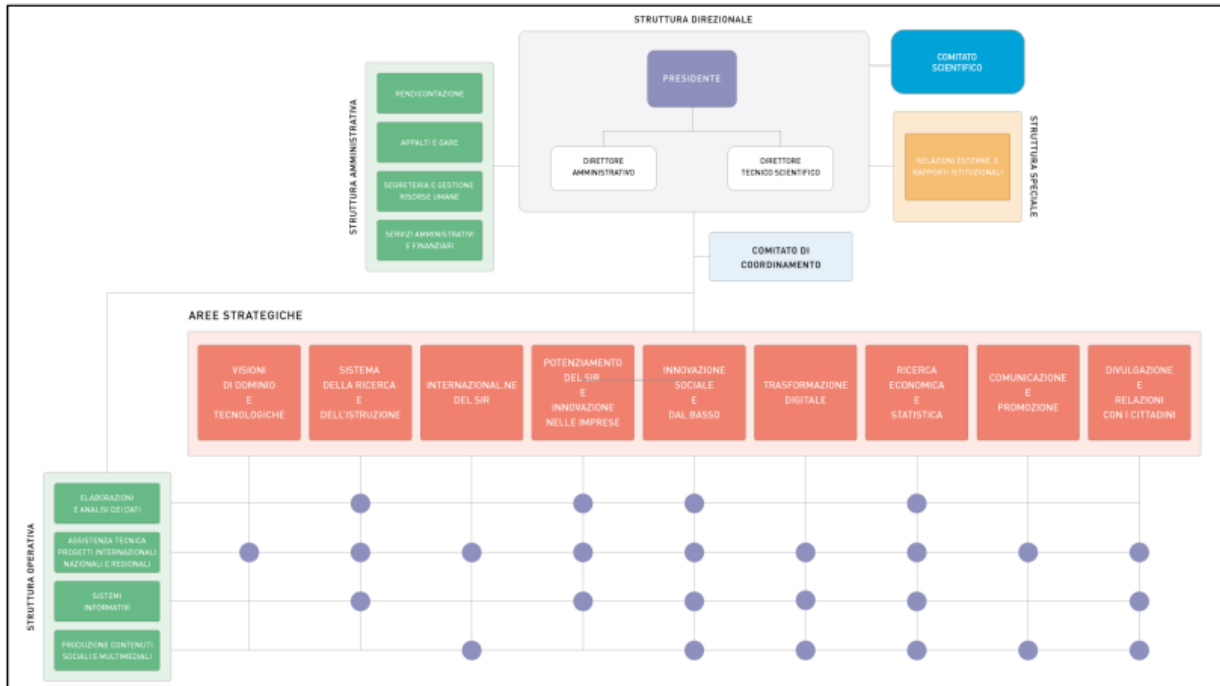 STRUTTURA DIREZIONALE
PRESIDENTE
DIRETTORE
AMMINISTRATIVO
DIRETTORE
TECNICO SCIENTIFICO
COMITATO
SCIENTIFICO
STRUTTURA AMMINISTRATIVA
RENDICONTAZIONE
APPALTI E GARE
SEGRETERIA E GESTIONE
RISORSE UMANE
SERVIZI AMMINISTRATIVI
E FINANZIARI
RELAZIONI ESTERNE E
RAPPORTI ISTITUZIONALI
STRUTTURA SPECIALE
COMITATO DI
COORDINAMENTO
AREE STRATEGICHE
VISIONI
DI DOMINIO
E
TECNOLOGICHE
SISTEMA
DELLA RICERCA
E
DELL'ISTRUZIONE
INTERNAZIONAL.NE
DEL SIR
POTENZIAMENTO
DEL SIR
E
INNOVAZIONE
NELLE IMPRESE
INNOVAZIONE
SOCIALE
E
DAL BASSO
TRASFORMAZIONE
DIGITALE
RICERCA
ECONOMICA
E
STATISTICA
COMUNICAZIONE
E
PROMOZIONE
DIVULGAZIONE
E
RELAZIONI
CON I CITTADINI
STRUTTURA OPERATIVA
ELABORAZIONI
E ANALISI DEI DATI
ASSISTENZA TECNICA
PROGETTI INTERNAZIONALI
NAZIONALI E REGIONALI
SISTEMI
INFORMATIVI
PRODUZIONE CONTENUTI
SOCIALI E MULTIMEDIALI